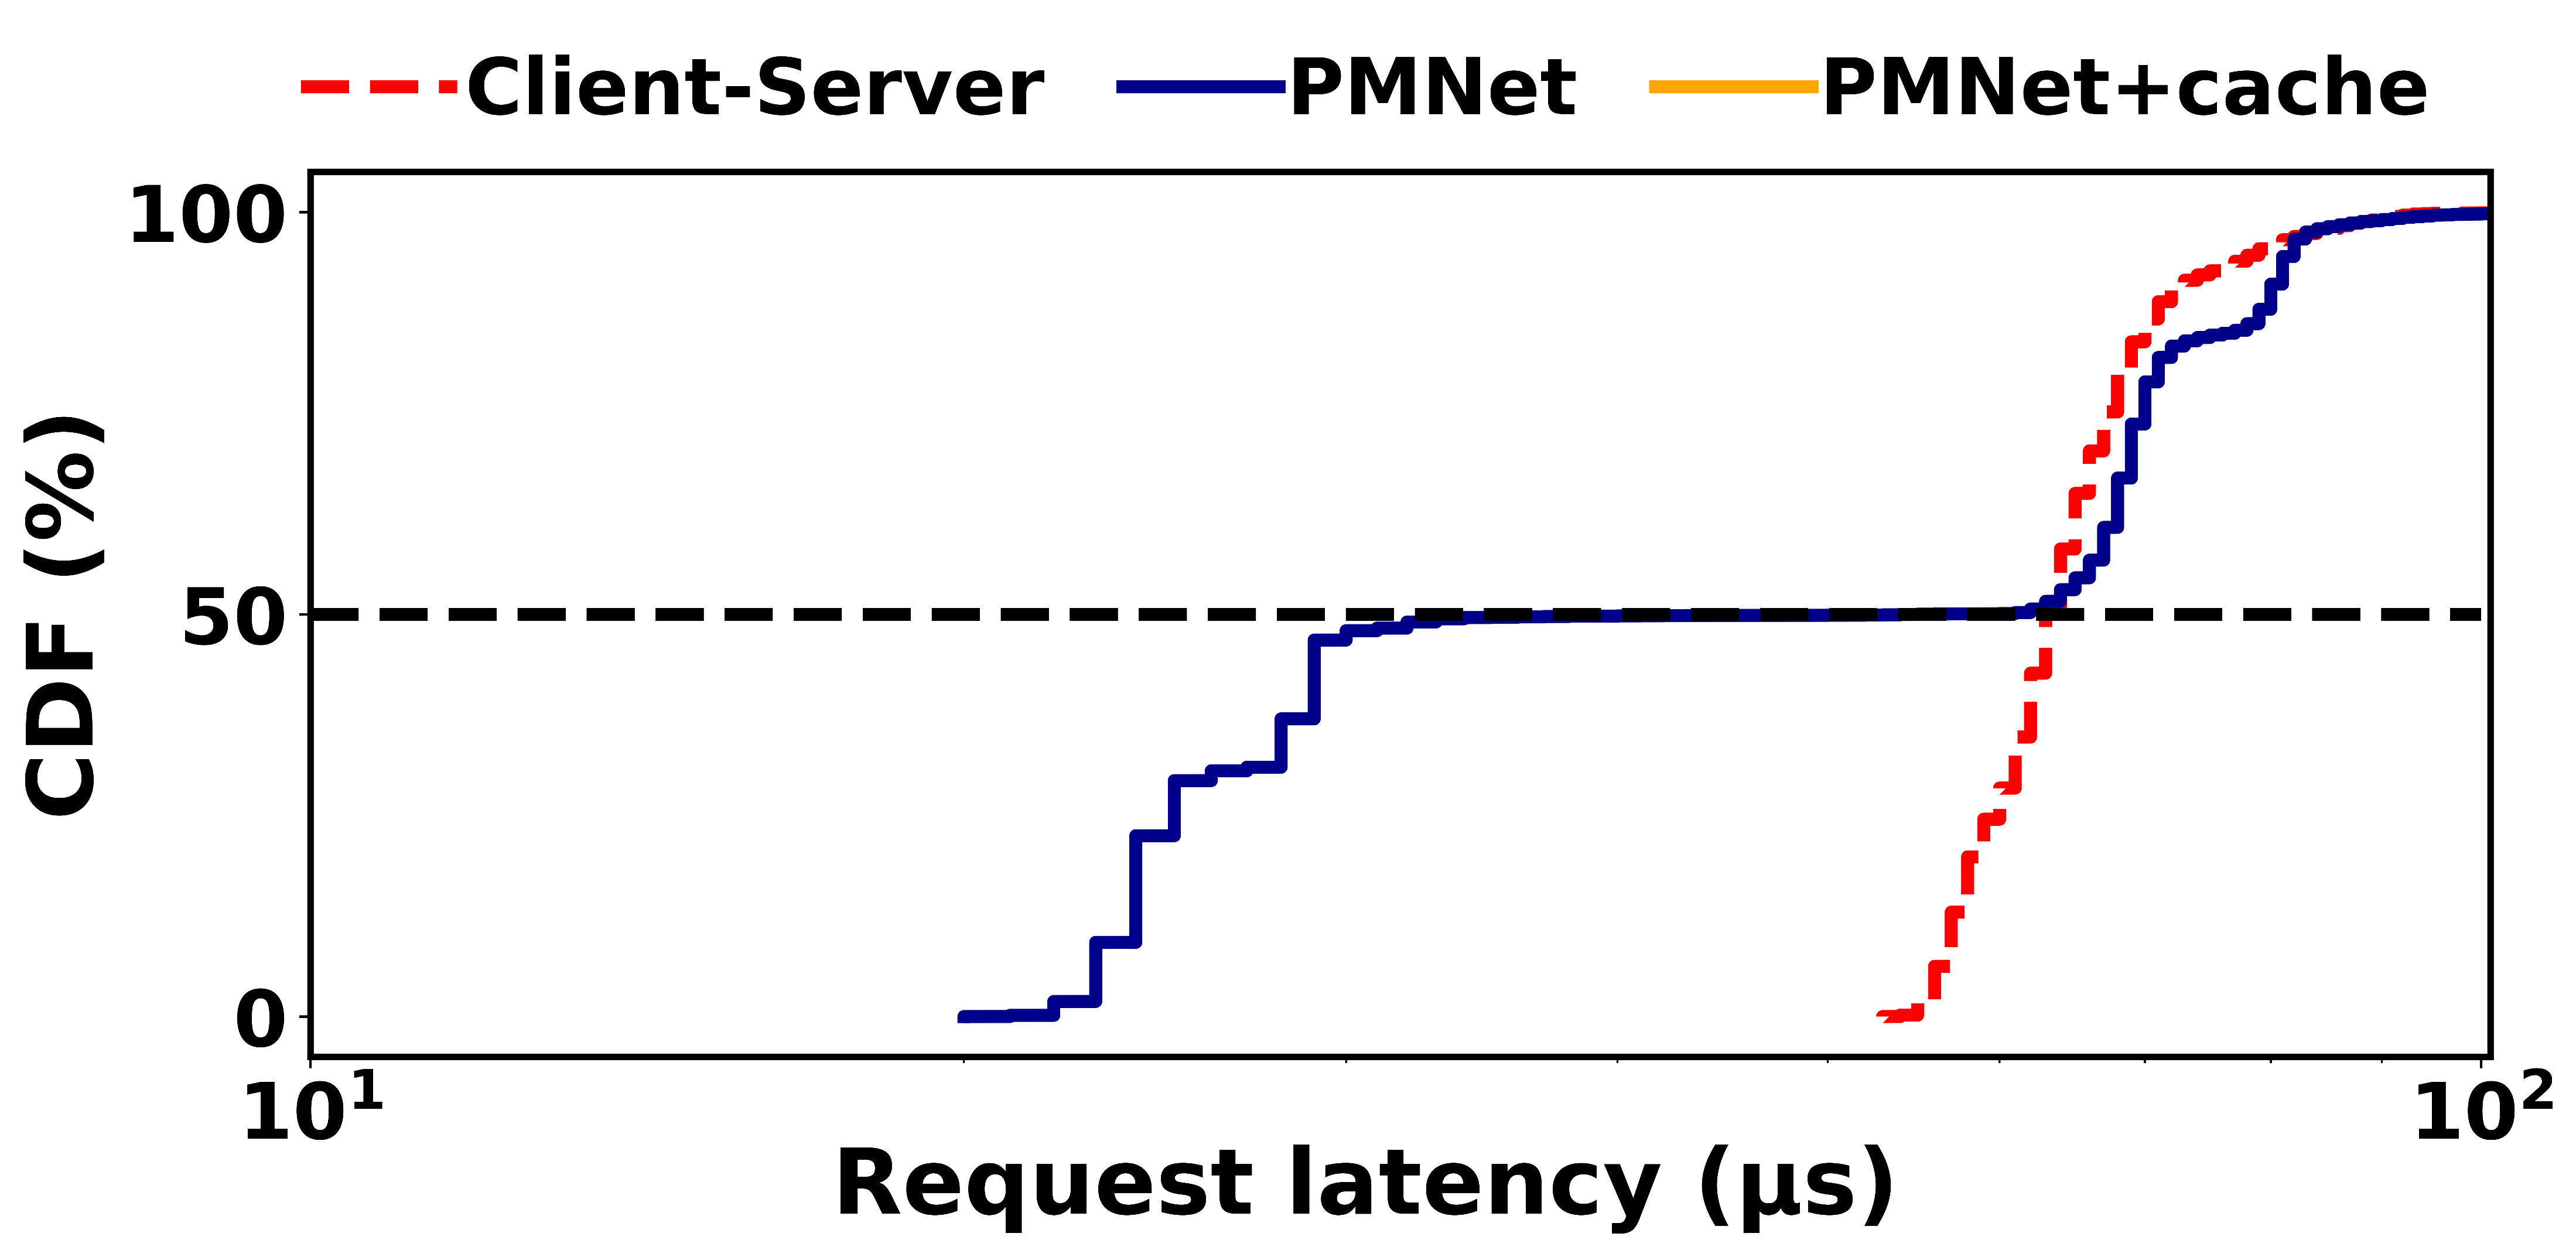 Client-Server PMNet PMNet+cache
100
50
0
CDF (%)
10¹ 10²
Request latency (μs)